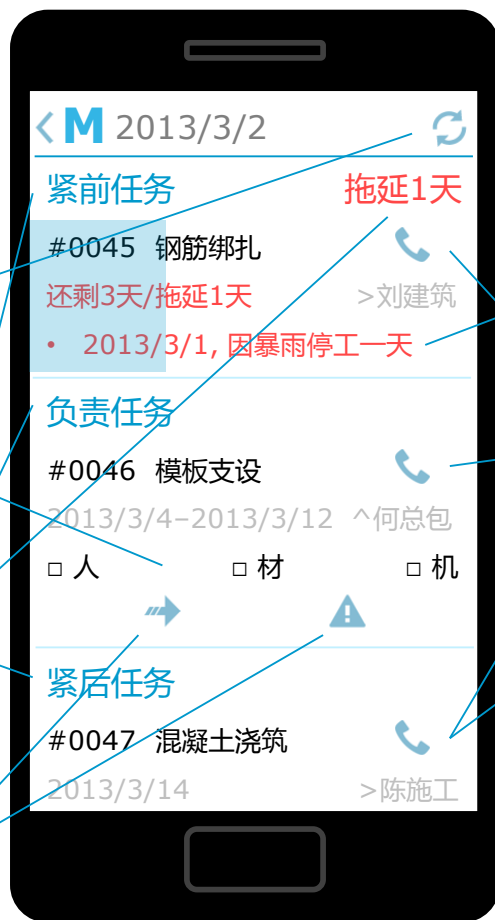 M 2013/3/2
紧前任务 拖延1天
#0045 钢筋绑扎
还剩3天/拖延1天 >刘建筑
• 2013/3/1, 因暴雨停工一天
负责任务
#0046 模板支设
2013/3/4-2013/3/12 ^何总包
□ 人 □ 材 □ 机
紧后任务
#0047 混凝土浇筑
2013/3/14 >陈施工